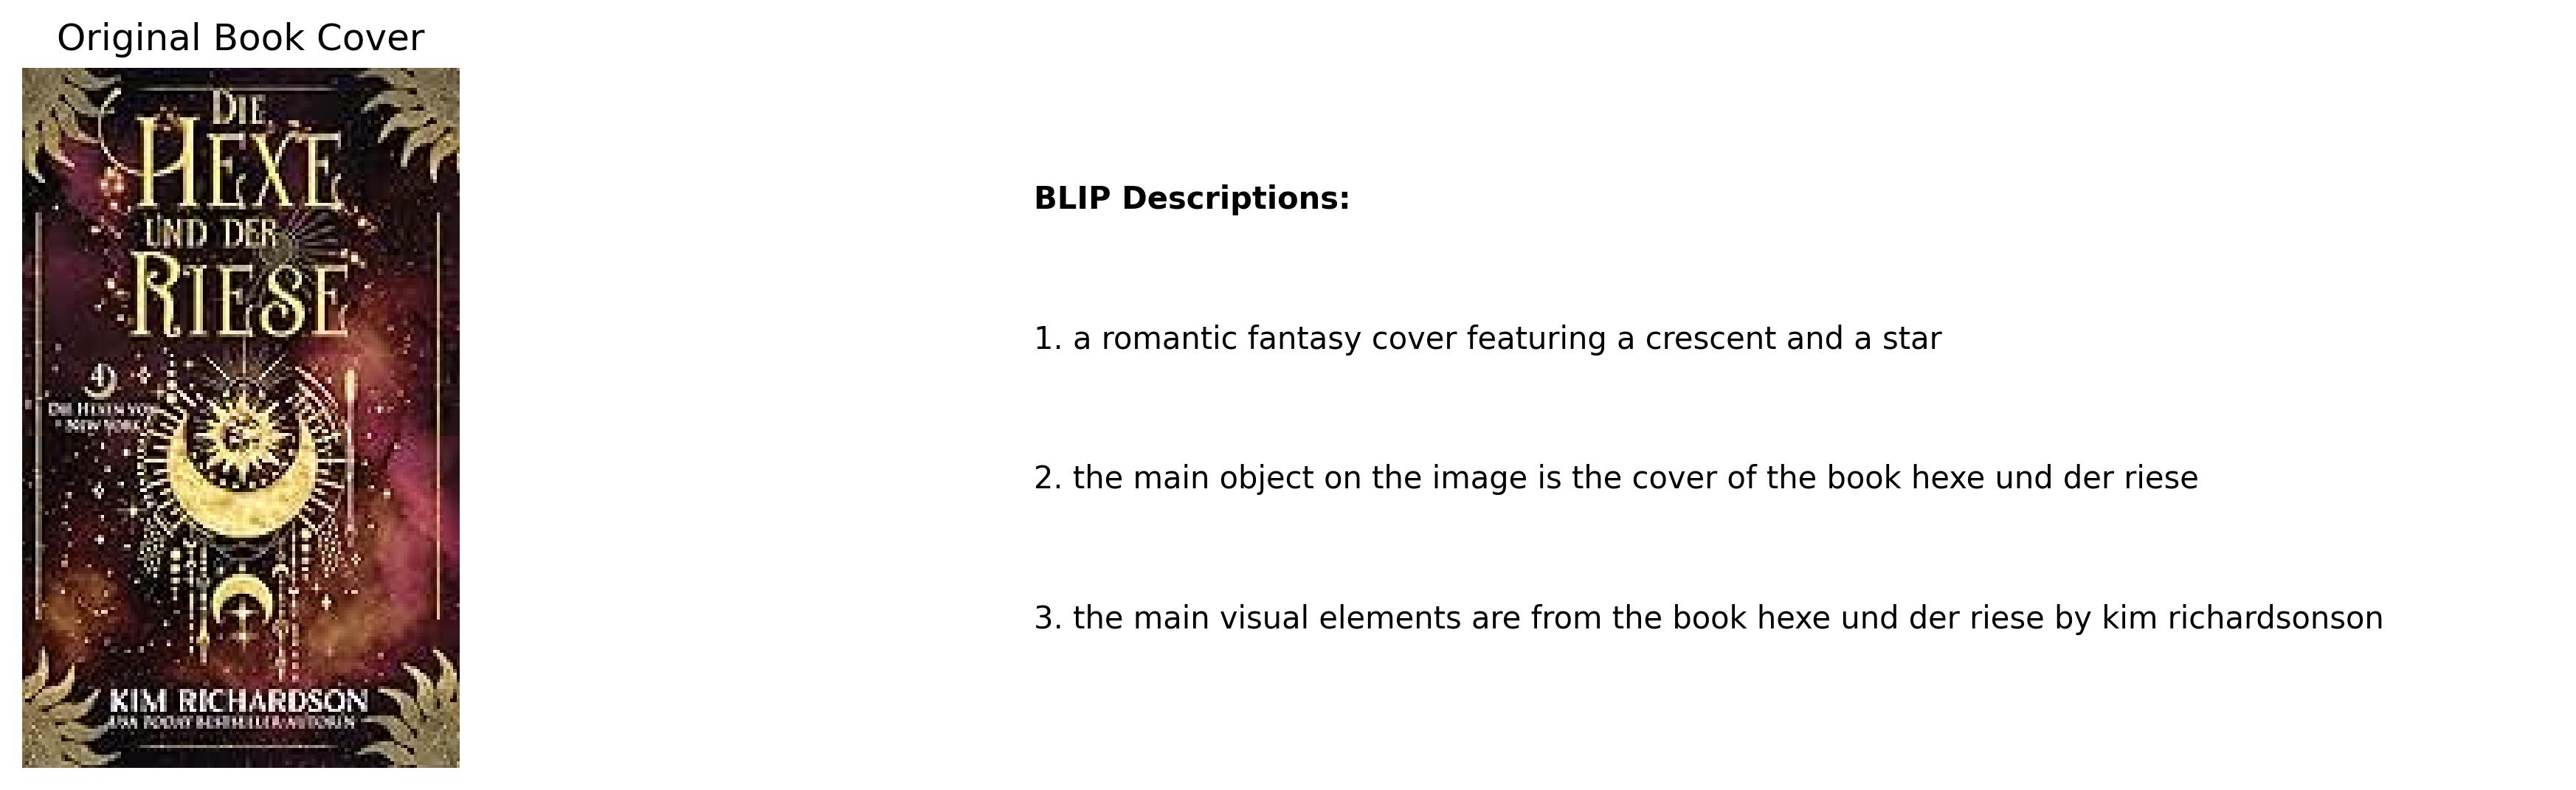 Original Book Cover
DIE
HEXE
UND DER
RIESE
4
DIE HEXEN VON
NEW YORK
KIM RICHARDSON
USA TODAY BESTSELLER-AUTORIN
BLIP Descriptions:
1. a romantic fantasy cover featuring a crescent and a star
2. the main object on the image is the cover of the book hexe und der riese
3. the main visual elements are from the book hexe und der riese by kim richardsonson